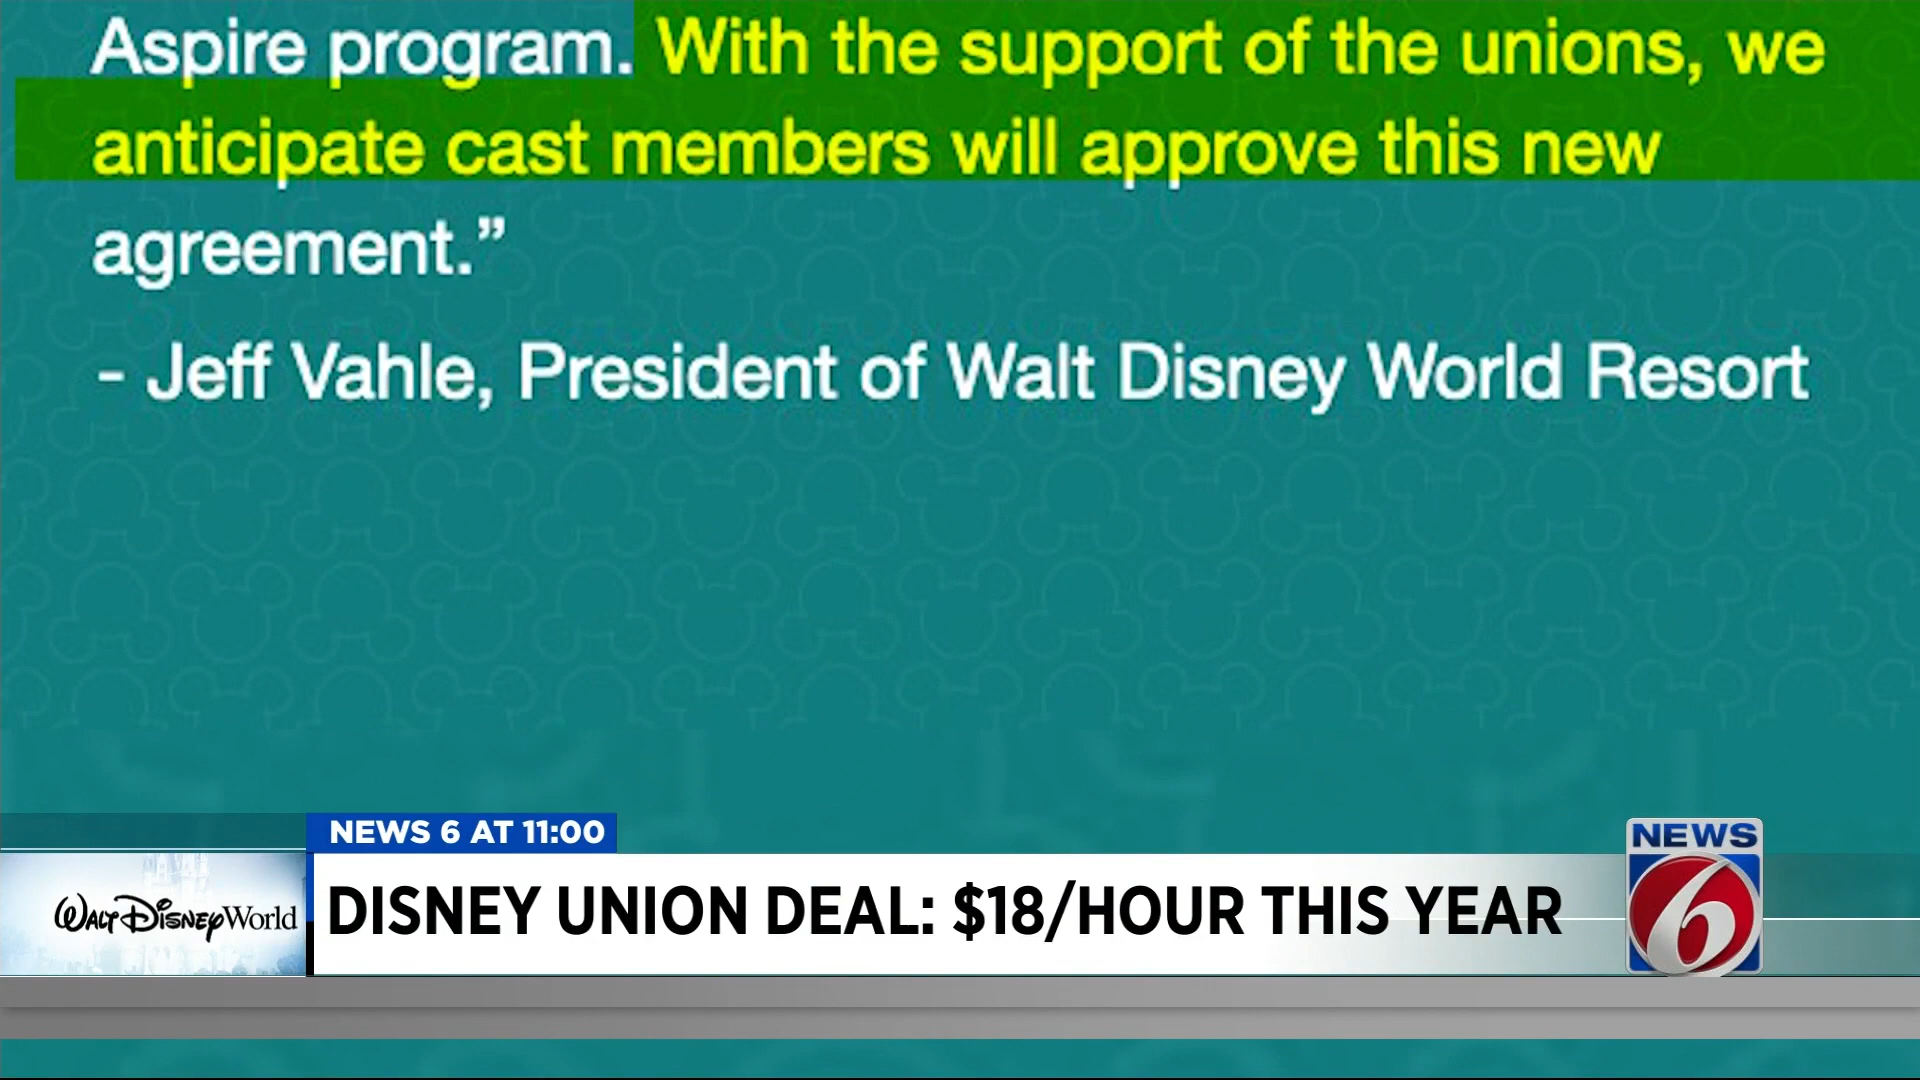 Aspire program. With the support of the unions, we
anticipate cast members will approve this new
agreement.”
- Jeff Vahle, President of Walt Disney World Resort
NEWS 6 AT 11:00
Walt Disney World
DISNEY UNION DEAL: $18/HOUR THIS YEAR
NEWS
6